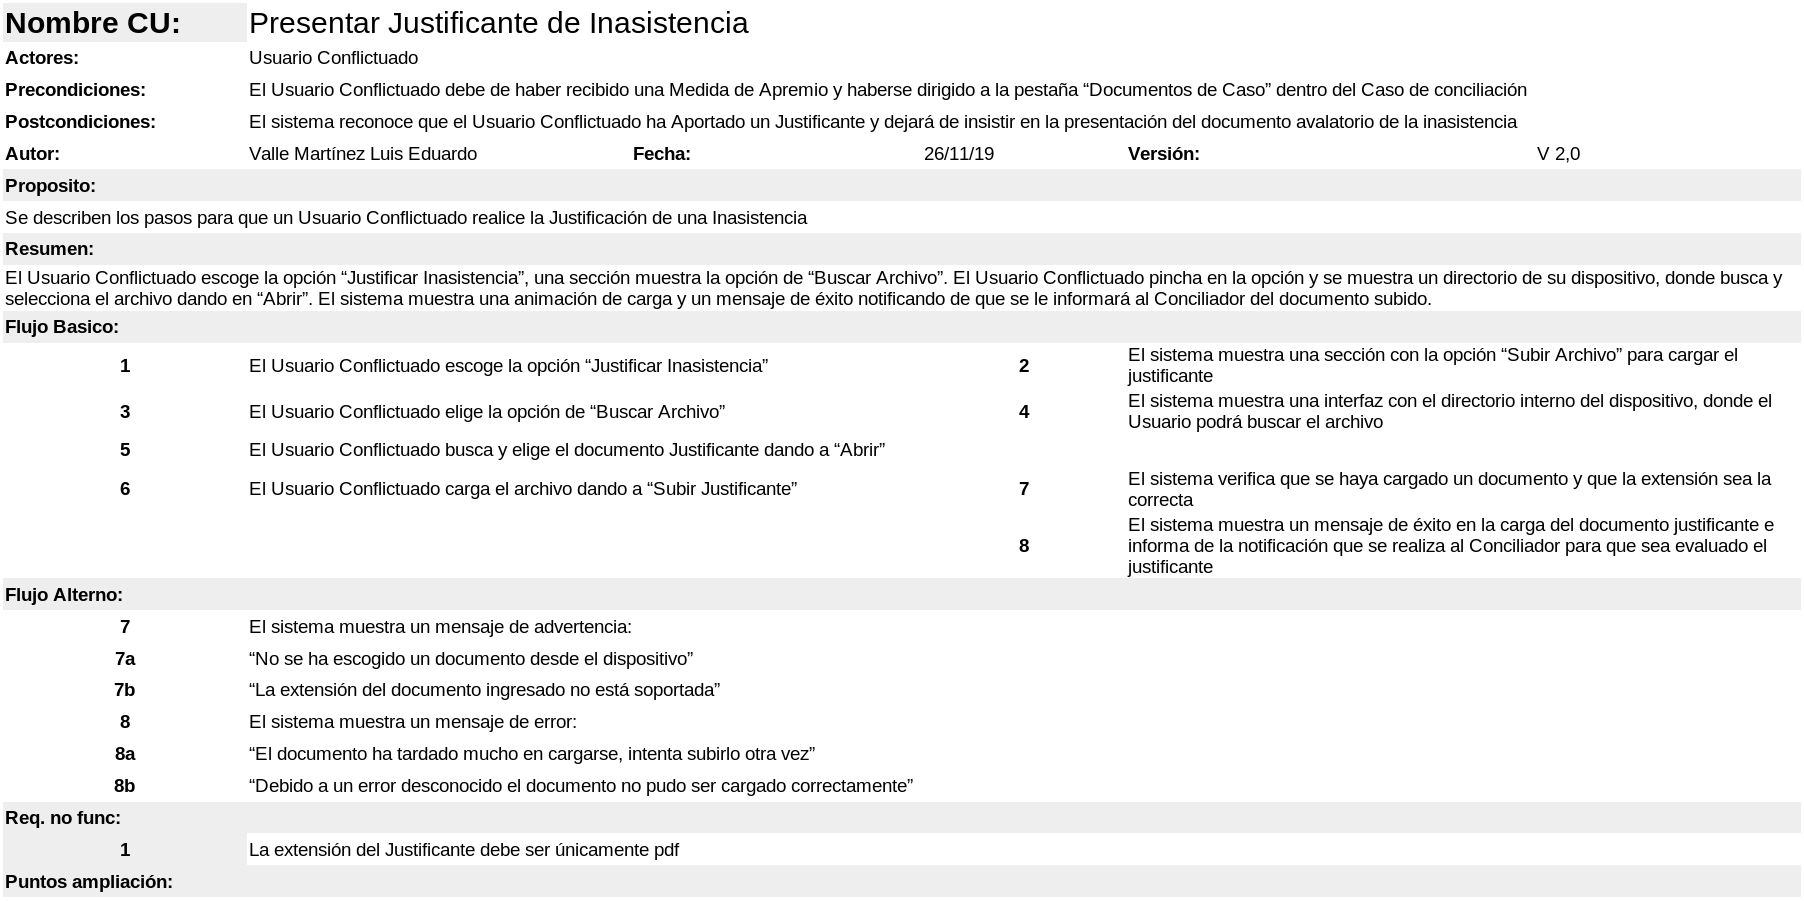 Nombre CU: Presentar Justificante de Inasistencia
Actores: Usuario Conflictuado
Precondiciones: El Usuario Conflictuado debe de haber recibido una Medida de Apremio y haberse dirigido a la pestaña “Documentos de Caso” dentro del Caso de conciliación
Postcondiciones: El sistema reconoce que el Usuario Conflictuado ha Aportado un Justificante y dejará de insistir en la presentación del documento avalatorio de la inasistencia
Autor: Valle Martínez Luis Eduardo Fecha: 26/11/19 Versión: V 2,0
Proposito:
Se describen los pasos para que un Usuario Conflictuado realice la Justificación de una Inasistencia
Resumen:
El Usuario Conflictuado escoge la opción “Justificar Inasistencia”, una sección muestra la opción de “Buscar Archivo”. El Usuario Conflictuado pincha en la opción y se muestra un directorio de su dispositivo, donde busca y
selecciona el archivo dando en “Abrir”. El sistema muestra una animación de carga y un mensaje de éxito notificando de que se le informará al Conciliador del documento subido.
Flujo Basico:
1 El Usuario Conflictuado escoge la opción “Justificar Inasistencia”
2 El sistema muestra una sección con la opción “Subir Archivo” para cargar el
justificante
3 El Usuario Conflictuado elige la opción de “Buscar Archivo”
4 El sistema muestra una interfaz con el directorio interno del dispositivo, donde el
Usuario podrá buscar el archivo
5 El Usuario Conflictuado busca y elige el documento Justificante dando a “Abrir”
6 El Usuario Conflictuado carga el archivo dando a “Subir Justificante”
7 El sistema verifica que se haya cargado un documento y que la extensión sea la
correcta
8 El sistema muestra un mensaje de éxito en la carga del documento justificante e
informa de la notificación que se realiza al Conciliador para que sea evaluado el
justificante
Flujo Alterno:
7 El sistema muestra un mensaje de advertencia:
7a “No se ha escogido un documento desde el dispositivo”
7b “La extensión del documento ingresado no está soportada”
8 El sistema muestra un mensaje de error:
8a “El documento ha tardado mucho en cargarse, intenta subirlo otra vez”
8b “Debido a un error desconocido el documento no pudo ser cargado correctamente”
Req. no func:
1 La extensión del Justificante debe ser únicamente pdf
Puntos ampliación: